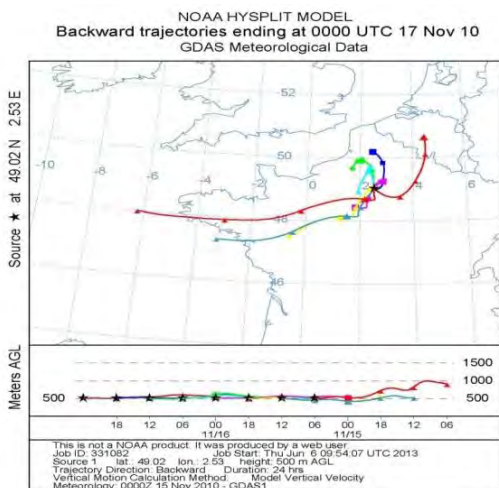 NOAA HYSPLIT MODEL
Backward trajectories ending at 0000 UTC 17 Nov 10
GDAS Meteorological Data
Source ★ at 49.02 N 2.53 E
52
50
-10
-8
-6
-4
-2
0
4
6
48
46
Meters AGL
500
1500
1000
500
18 12 06 00 18 12 06 00 18 12 06
11/16 11/15
This is not a NOAA product. It was produced by a web user.
Job ID: 331082 Job Start: Thu Jun 6 09:54:07 UTC 2013
Source 1 lat.: 49.02 lon.: 2.53 height: 500 m AGL
Trajectory Direction: Backward Duration: 24 hrs
Vertical Motion Calculation Method: Model Vertical Velocity
Meteorology: 0000Z 15 Nov 2010 - GDAS1